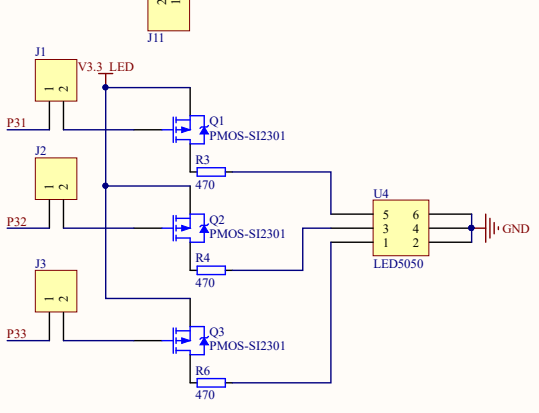 2
1
J11
J1
V3.3_LED
1
2
P31
Q1
PMOS-SI2301
R3
470
J2
1
2
P32
Q2
PMOS-SI2301
R4
470
U4
5 6
3 4
1 2
GND
LED5050
J3
1
2
P33
Q3
PMOS-SI2301
R6
470